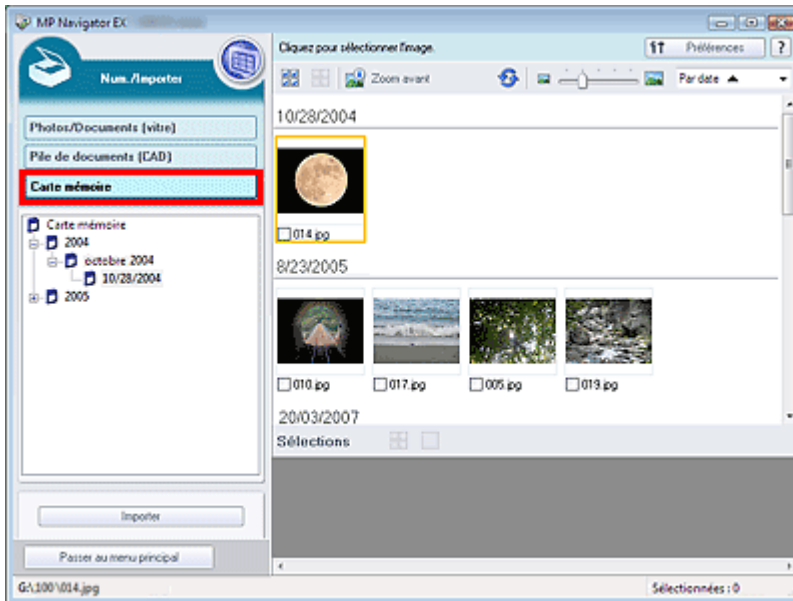 MP Navigator EX
Cliquez pour sélectionner l'image.
Préférences
?
Num./Importer
Zoom avant
Par date
Photos/Documents (vitre)
Pile de documents (CAD)
Carte mémoire
Carte mémoire
2004
octobre 2004
10/28/2004
2005
10/28/2004
014.jpg
8/23/2005
010.jpg
017.jpg
005.jpg
019.jpg
20/03/2007
Sélections
Importer
Passer au menu principal
G:\100\014.jpg
Sélectionnées : 0